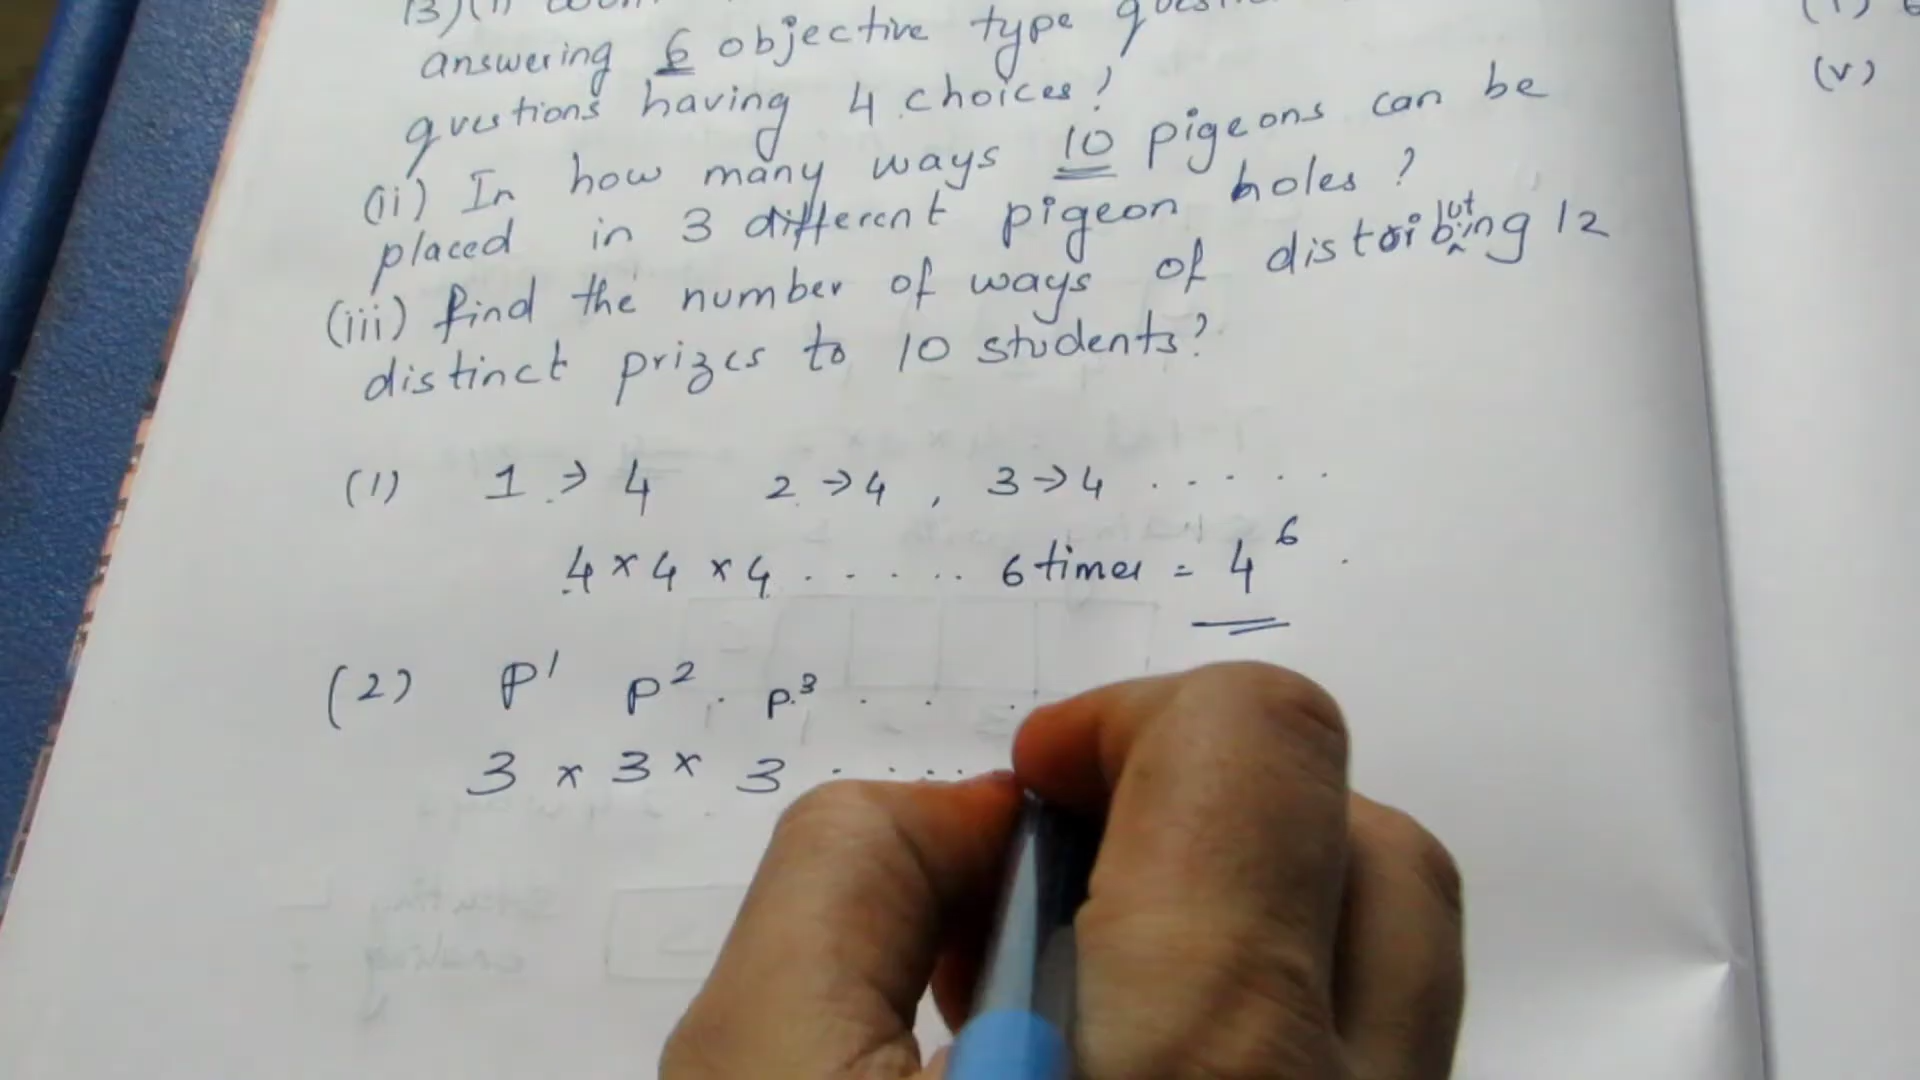 answering 6 objective type
questions having 4 choices?
(ii) In how many ways 10 pigeons can be
placed in 3 different pigeon holes?
(iii) find the number of ways of distributing 12
distinct prizes to 10 students?
(1) 1 → 4 2 → 4 , 3 → 4 . . . . .
4 × 4 × 4 . . . . . . 6 times = 4⁶ .
(2) P¹ P² . P³ . . .
3 × 3 × 3 . . . . .
(v)